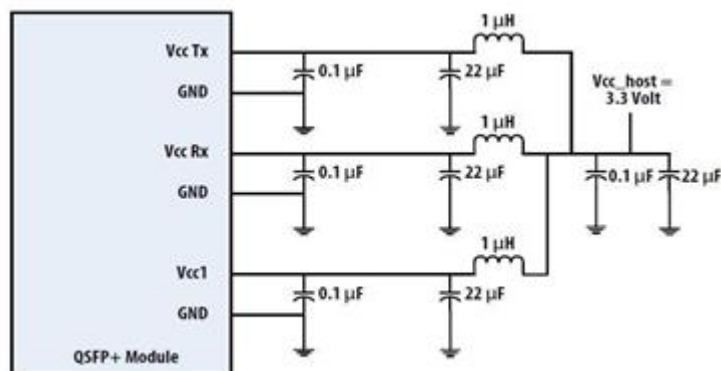 1 µH
Vcc Tx
0.1 µF
22 µF
GND
Vcc_host =
3.3 Volt
1 µH
Vcc Rx
0.1 µF
22 µF
0.1 µF
22 µF
GND
1 µH
Vcc1
0.1 µF
22 µF
GND
QSFP+ Module